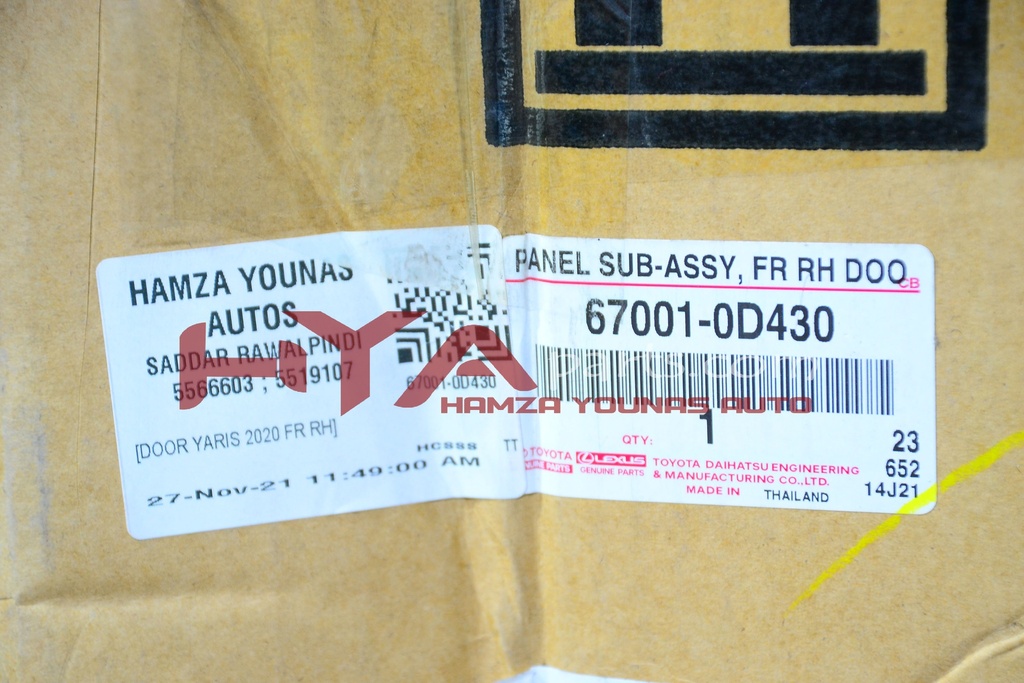 HAMZA YOUNAS
AUTOS
SADDAR RAWALPINDI
5566603 ; 5519107
67001-0D430
[DOOR YARIS 2020 FR RH]
HCSSS TT
27-Nov-21 11:49:00 AM
PANEL SUB-ASSY, FR RH DOO
CB
67001-0D430
QTY: 1
TOYOTA
PARTS
LEXUS
GENUINE PARTS
TOYOTA DAIHATSU ENGINEERING
& MANUFACTURING CO.,LTD.
MADE IN THAILAND
23
652
14J21
HYA
HAMZA YOUNAS AUTO